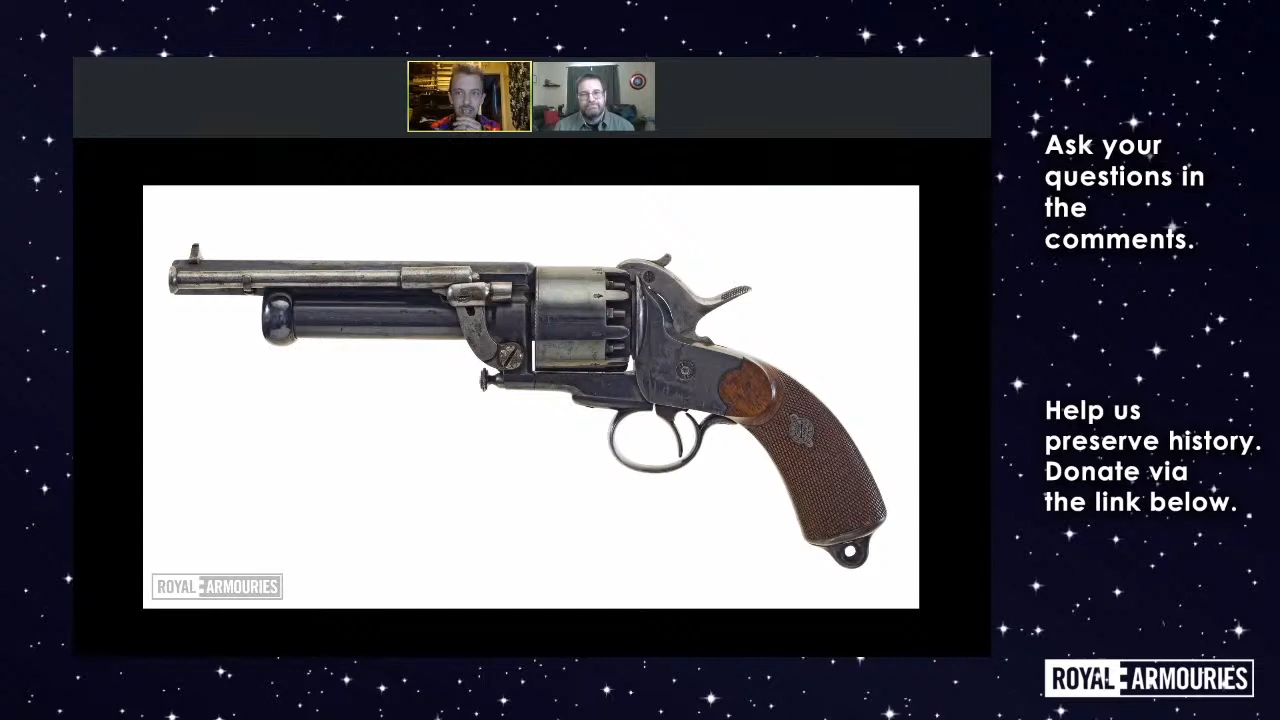 Ask your
questions in
the
comments.
Help us
preserve history.
Donate via
the link below.
ROYAL ARMOURIES
ROYAL ARMOURIES